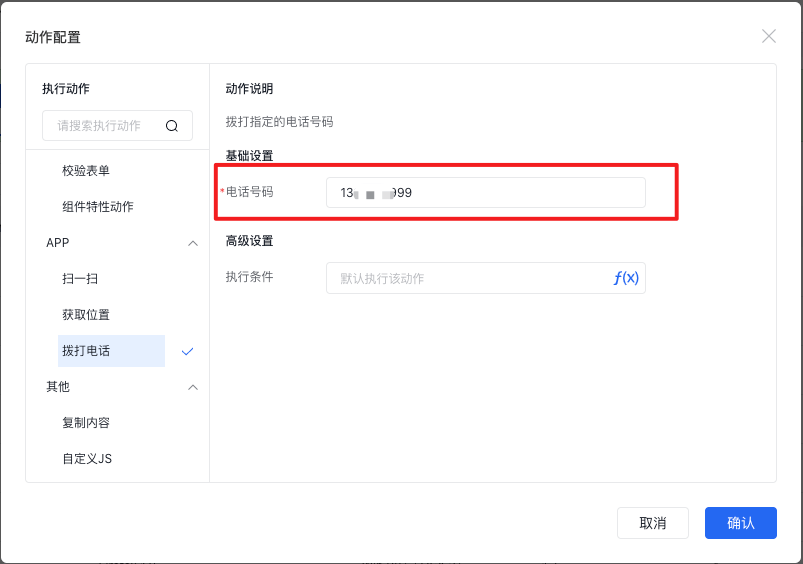 动作配置
执行动作
请搜索执行动作
校验表单
组件特性动作
APP
扫一扫
获取位置
拨打电话
其他
复制内容
自定义JS
动作说明
拨打指定的电话号码
基础设置
*电话号码
13 999
高级设置
执行条件
默认执行该动作
f(x)
取消
确认